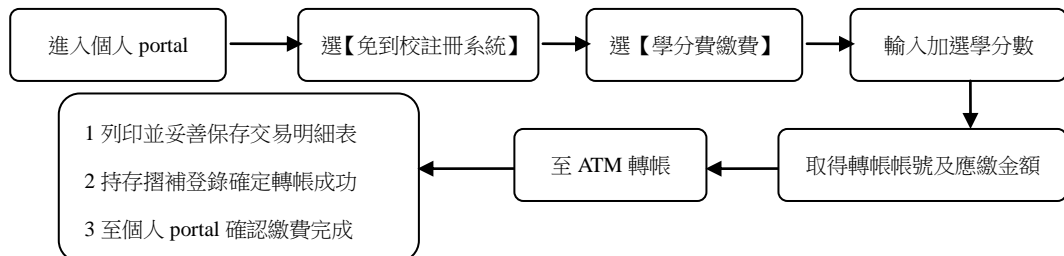 進入個人 portal
選【免到校註冊系統】
選【學分費繳費】
輸入加選學分數
取得轉帳帳號及應繳金額
至 ATM 轉帳
1 列印並妥善保存交易明細表
2 持存摺補登錄確定轉帳成功
3 至個人 portal 確認繳費完成